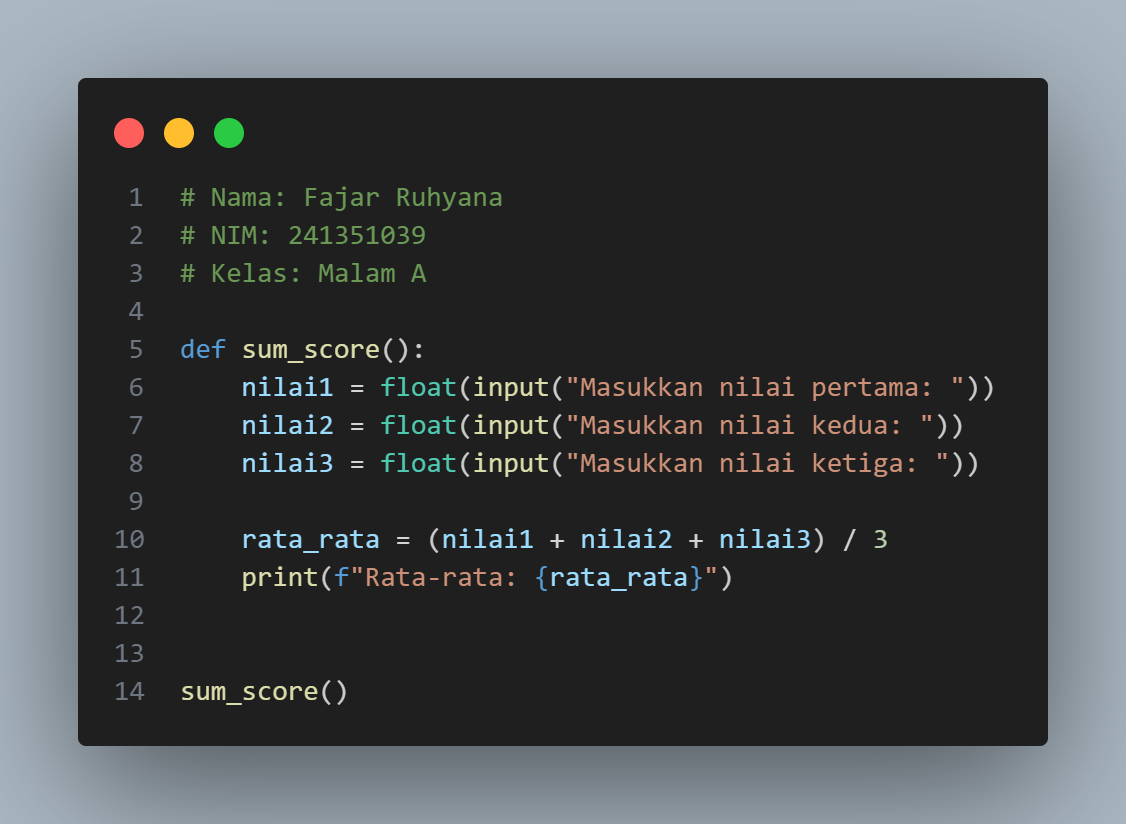 1 # Nama: Fajar Ruhyana
2 # NIM: 241351039
3 # Kelas: Malam A
4
5 def sum_score():
6     nilai1 = float(input("Masukkan nilai pertama: "))
7     nilai2 = float(input("Masukkan nilai kedua: "))
8     nilai3 = float(input("Masukkan nilai ketiga: "))
9
10     rata_rata = (nilai1 + nilai2 + nilai3) / 3
11     print(f"Rata-rata: {rata_rata}")
12
13
14 sum_score()